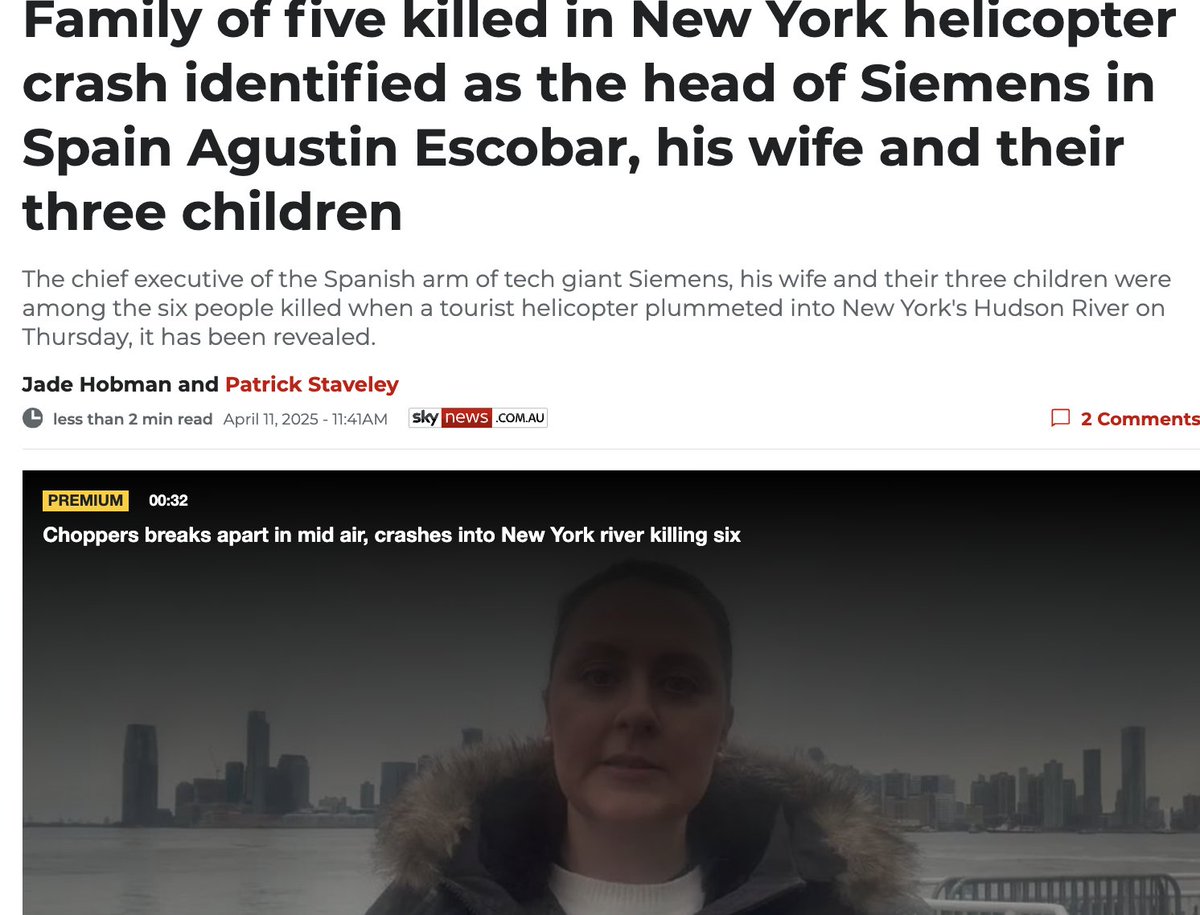 Family of five killed in New York helicopter
crash identified as the head of Siemens in
Spain Agustin Escobar, his wife and their
three children
The chief executive of the Spanish arm of tech giant Siemens, his wife and their three children were
among the six people killed when a tourist helicopter plummeted into New York's Hudson River on
Thursday, it has been revealed.
Jade Hobman and Patrick Staveley
less than 2 min read April 11, 2025 - 11:41AM sky news .COM.AU
2 Comments
PREMIUM 00:32
Choppers breaks apart in mid air, crashes into New York river killing six